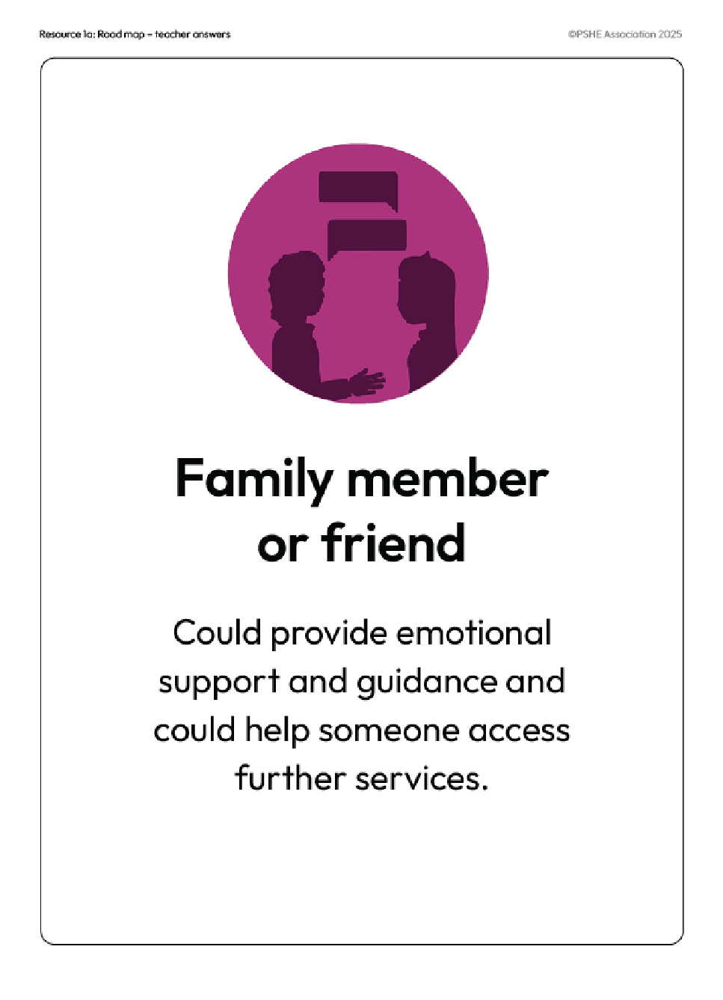 Resource 1a: Road map – teacher answers
©PSHE Association 2025
Family member
or friend
Could provide emotional
support and guidance and
could help someone access
further services.